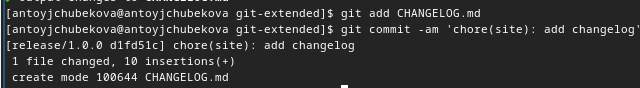 [antoyjchubekova@antoyjchubekova git-extended]$ git add CHANGELOG.md
[antoyjchubekova@antoyjchubekova git-extended]$ git commit -am 'chore(site): add changelog'
[release/1.0.0 d1fd51c] chore(site): add changelog
1 file changed, 10 insertions(+)
create mode 100644 CHANGELOG.md